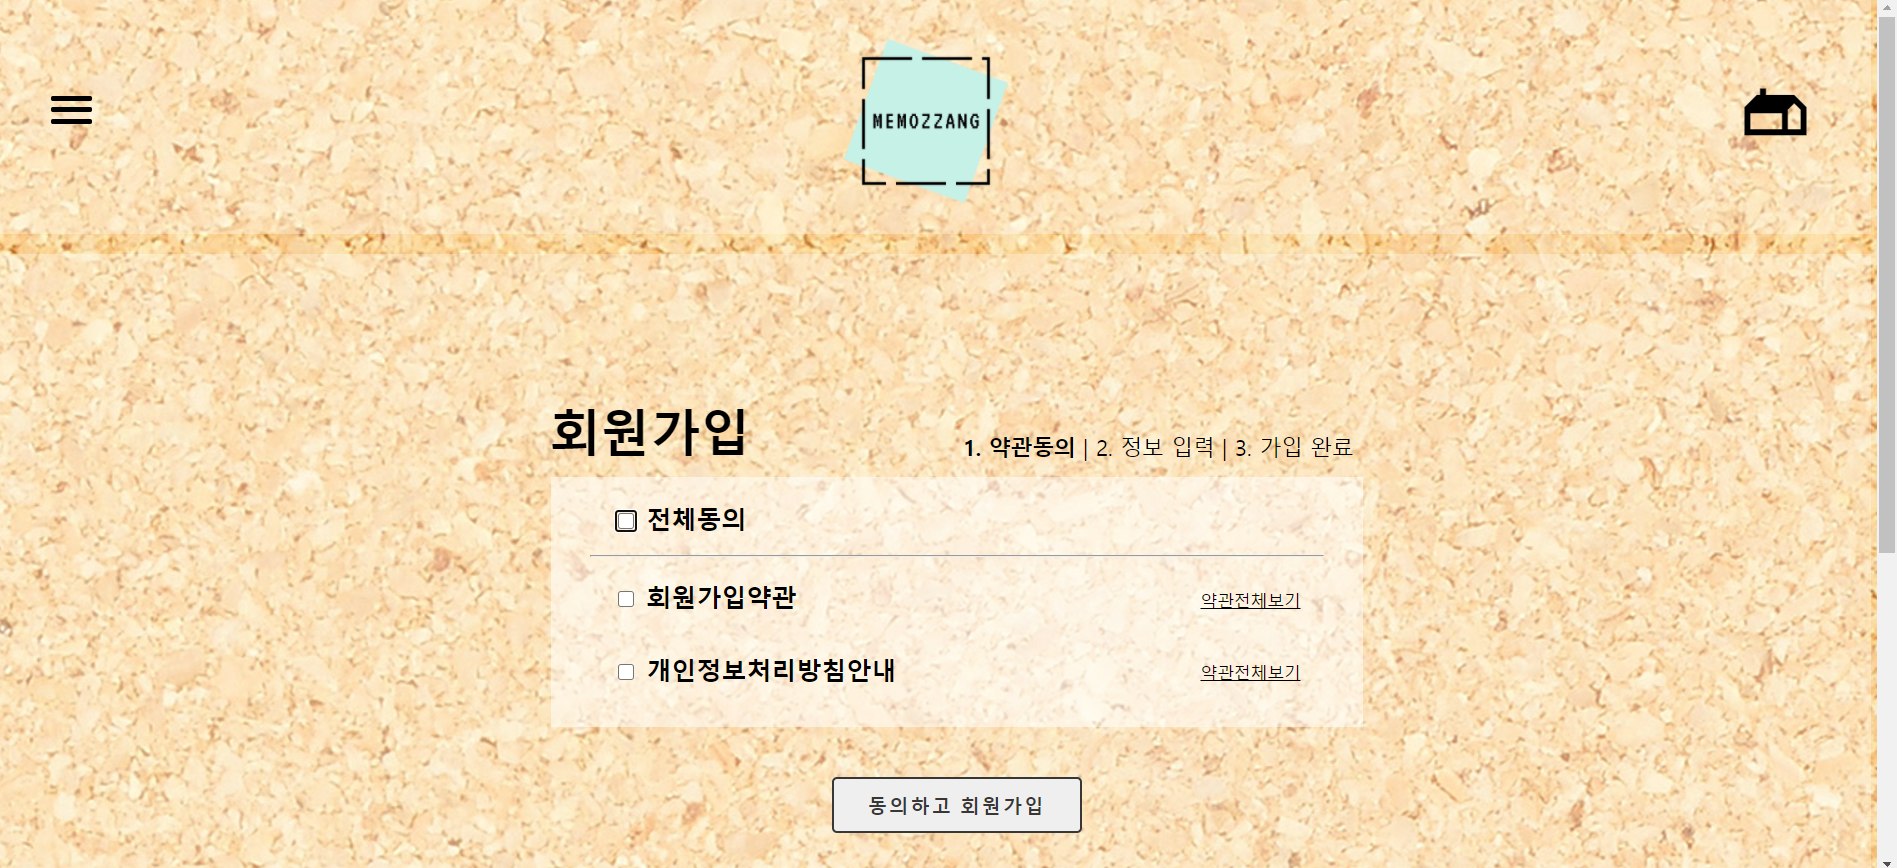 MEMOZZANG
회원가입
1. 약관동의 | 2. 정보 입력 | 3. 가입 완료
전체동의
회원가입약관 약관전체보기
개인정보처리방침안내 약관전체보기
동의하고 회원가입